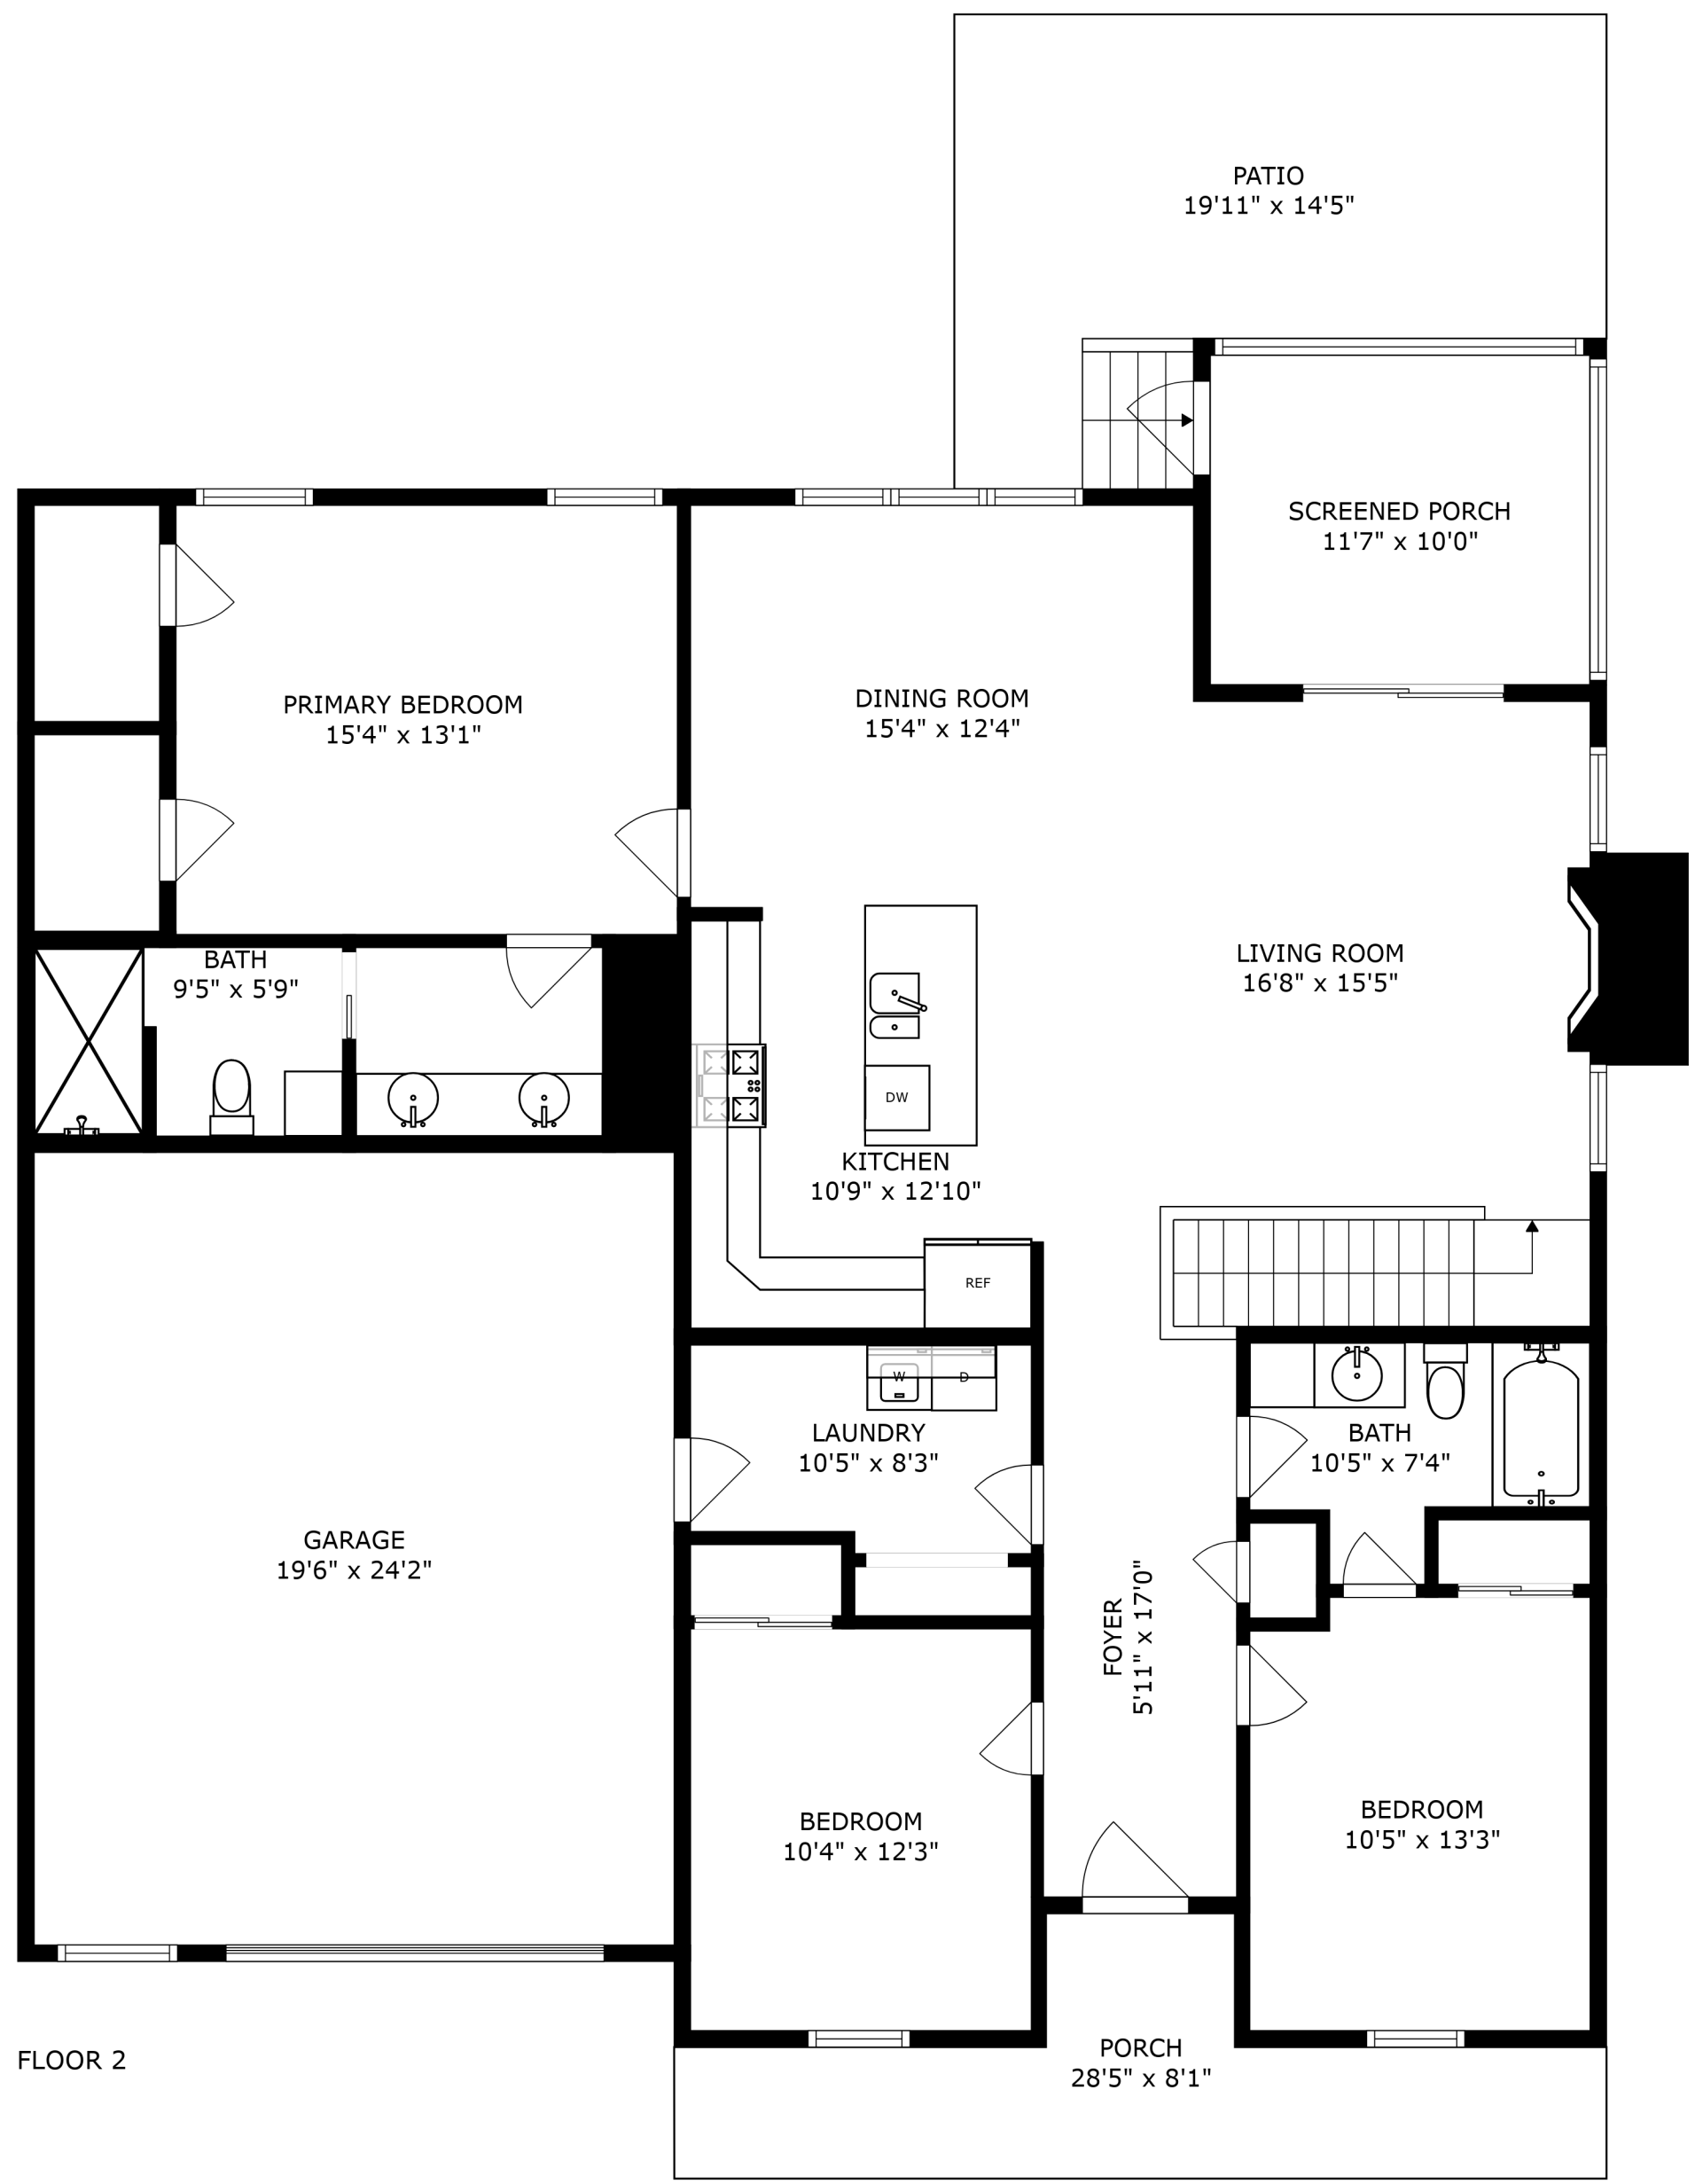 PATIO
19'11" x 14'5"
SCREENED PORCH
11'7" x 10'0"
PRIMARY BEDROOM
15'4" x 13'1"
DINING ROOM
15'4" x 12'4"
BATH
9'5" x 5'9"
LIVING ROOM
16'8" x 15'5"
DW
KITCHEN
10'9" x 12'10"
REF
W
D
LAUNDRY
10'5" x 8'3"
BATH
10'5" x 7'4"
GARAGE
19'6" x 24'2"
FOYER
5'11" x 17'0"
BEDROOM
10'4" x 12'3"
BEDROOM
10'5" x 13'3"
PORCH
28'5" x 8'1"
FLOOR 2